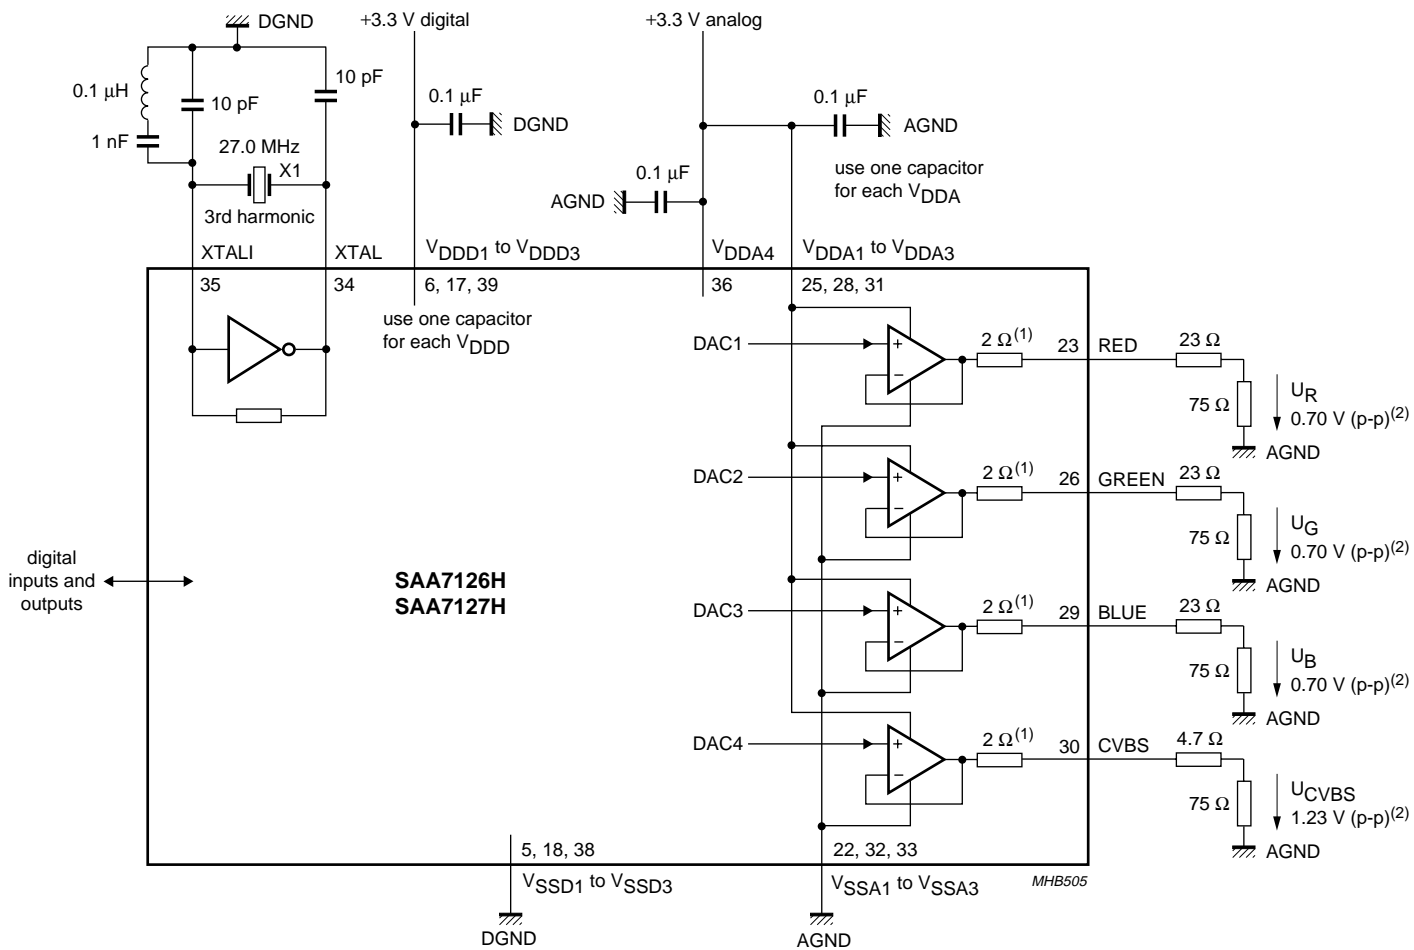 DGND
+3.3 V digital
+3.3 V analog
0.1 μH
10 pF
10 pF
1 nF
27.0 MHz
X1
3rd harmonic
0.1 μF
DGND
0.1 μF
AGND
0.1 μF
AGND
use one capacitor
for each VDDA
XTALI
XTAL
VDDD1 to VDDD3
VDDA4
VDDA1 to VDDA3
35
34
6, 17, 39
36
25, 28, 31
use one capacitor
for each VDDD
DAC1
+
−
2 Ω(1)
23
RED
23 Ω
75 Ω
UR
0.70 V (p-p)(2)
AGND
DAC2
+
−
2 Ω(1)
26
GREEN
23 Ω
75 Ω
UG
0.70 V (p-p)(2)
AGND
digital
inputs and
outputs
SAA7126H
SAA7127H
DAC3
+
−
2 Ω(1)
29
BLUE
23 Ω
75 Ω
UB
0.70 V (p-p)(2)
AGND
DAC4
+
−
2 Ω(1)
30
CVBS
4.7 Ω
75 Ω
UCVBS
1.23 V (p-p)(2)
AGND
5, 18, 38
22, 32, 33
VSSD1 to VSSD3
VSSA1 to VSSA3
MHB505
DGND
AGND